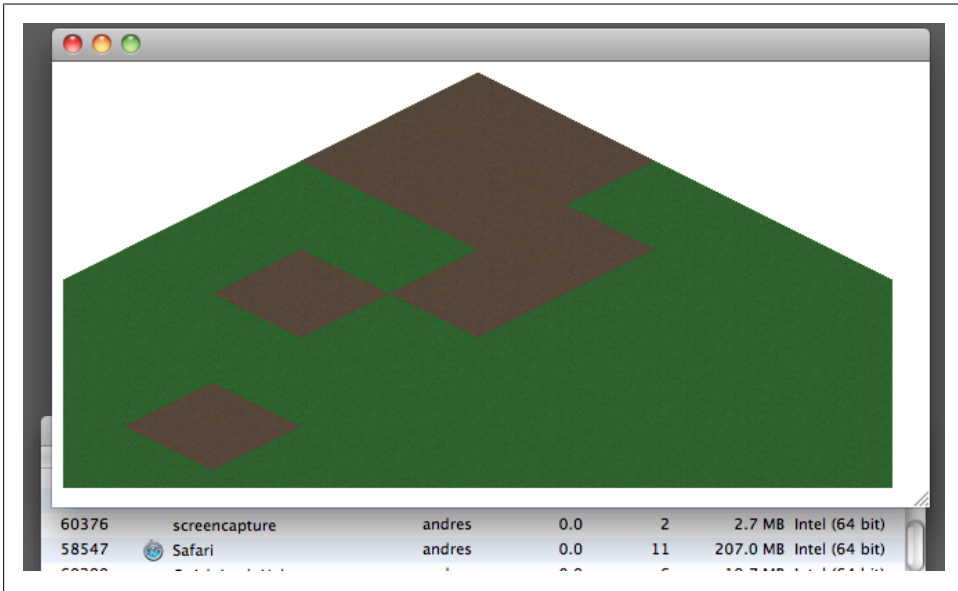 60376 screencapture andres 0.0 2 2.7 MB Intel (64 bit)
58547 Safari andres 0.0 11 207.0 MB Intel (64 bit)